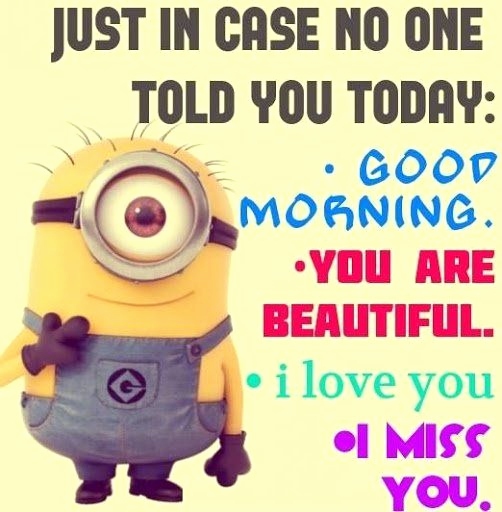 JUST IN CASE NO ONE
TOLD YOU TODAY:
• GOOD
MORNING.
•YOU ARE
BEAUTIFUL.
• i love you
•I MISS
YOU.